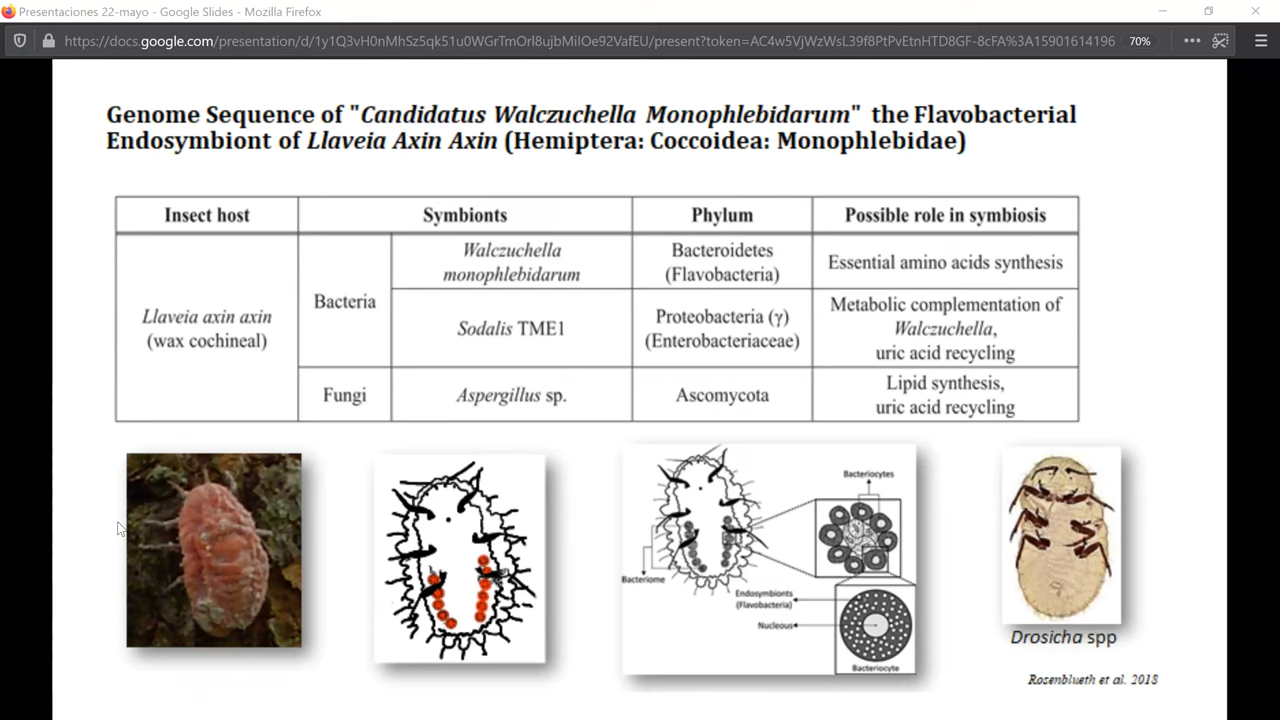 Presentaciones 22-mayo - Google Slides - Mozilla Firefox
https://docs.google.com/presentation/d/1y1Q3vH0nMhSz5qk51u0WGrTmOrI8ujbMiIOe92VafEU/present?token=AC4w5VjWzWsL39f8PtPvEtnHTD8GF-8cFA%3A15901614196
70%
Genome Sequence of "Candidatus Walczuchella Monophlebidarum" the Flavobacterial
Endosymbiont of Llaveia Axin Axin (Hemiptera: Coccoidea: Monophlebidae)
Insect host
Symbionts
Phylum
Possible role in symbiosis
Llaveia axin axin
(wax cochineal)
Bacteria
Walczuchella
monophlebidarum
Bacteroidetes
(Flavobacteria)
Essential amino acids synthesis
Sodalis TME1
Proteobacteria (γ)
(Enterobacteriaceae)
Metabolic complementation of
Walczuchella,
uric acid recycling
Fungi
Aspergillus sp.
Ascomycota
Lipid synthesis,
uric acid recycling
Bacteriocytes
Bacteriome
Endosymbionts
(Flavobacteria)
Nucleous
Bacteriocyte
Drosicha spp
Rosenblueth et al. 2018